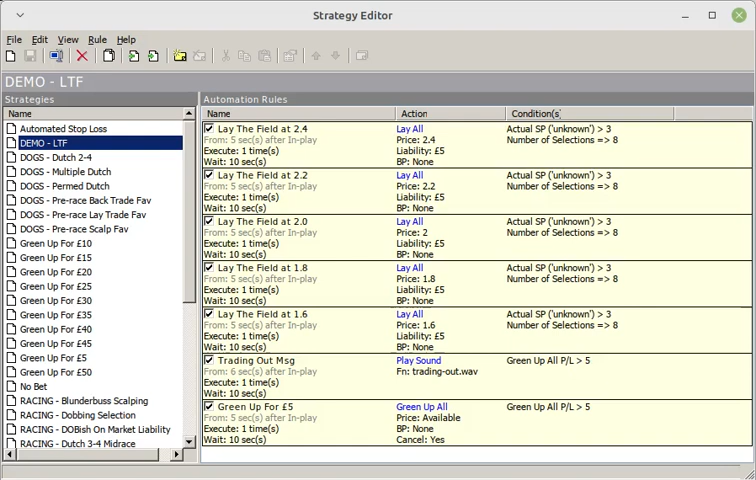 Strategy Editor
File Edit View Rule Help
DEMO - LTF
Strategies
Name
Automated Stop Loss
DEMO - LTF
DOGS - Dutch 2-4
DOGS - Multiple Dutch
DOGS - Permed Dutch
DOGS - Pre-race Back Trade Fav
DOGS - Pre-race Lay Trade Fav
DOGS - Pre-race Scalp Fav
Green Up For £10
Green Up For £15
Green Up For £20
Green Up For £25
Green Up For £30
Green Up For £35
Green Up For £40
Green Up For £45
Green Up For £5
Green Up For £50
No Bet
RACING - Blunderbuss Scalping
RACING - Dobbing Selection
RACING - DOBish On Market Liability
RACING - Dutch 3-4 Midrace
Automation Rules
Name Action Condition(s)
Lay The Field at 2.4 Lay All Actual SP ('unknown') > 3
From: 5 sec(s) after In-play Price: 2.4 Number of Selections => 8
Execute: 1 time(s) Liability: £5
Wait: 10 sec(s) BP: None
Lay The Field at 2.2 Lay All Actual SP ('unknown') > 3
From: 5 sec(s) after In-play Price: 2.2 Number of Selections => 8
Execute: 1 time(s) Liability: £5
Wait: 10 sec(s) BP: None
Lay The Field at 2.0 Lay All Actual SP ('unknown') > 3
From: 5 sec(s) after In-play Price: 2 Number of Selections => 8
Execute: 1 time(s) Liability: £5
Wait: 10 sec(s) BP: None
Lay The Field at 1.8 Lay All Actual SP ('unknown') > 3
From: 5 sec(s) after In-play Price: 1.8 Number of Selections => 8
Execute: 1 time(s) Liability: £5
Wait: 10 sec(s) BP: None
Lay The Field at 1.6 Lay All Actual SP ('unknown') > 3
From: 5 sec(s) after In-play Price: 1.6 Number of Selections => 8
Execute: 1 time(s) Liability: £5
Wait: 10 sec(s) BP: None
Trading Out Msg Play Sound Green Up All P/L > 5
From: 6 sec(s) after In-play Fn: trading-out.wav
Execute: 1 time(s)
Wait: 10 sec(s)
Green Up For £5 Green Up All Green Up All P/L > 5
From: 5 sec(s) after In-play Price: Available
Execute: 1 time(s) BP: None
Wait: 10 sec(s) Cancel: Yes